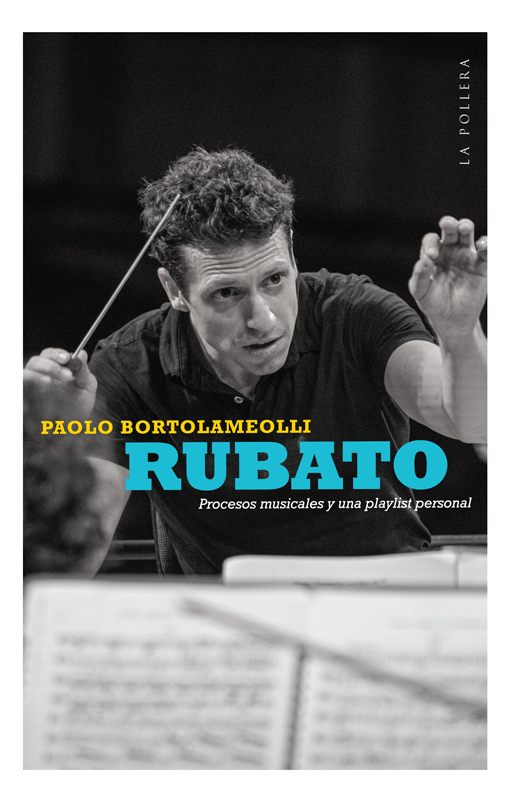 LA POLLERA
PAOLO BORTOLAMEOLLI
RUBATO
Procesos musicales y una playlist personal